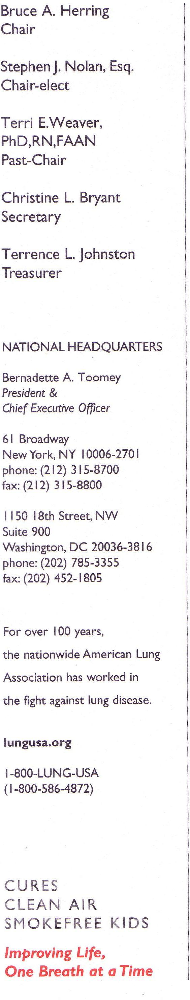 Bruce A. Herring
Chair
Stephen J. Nolan, Esq.
Chair-elect
Terri E.Weaver,
PhD,RN,FAAN
Past-Chair
Christine L. Bryant
Secretary
Terrence L. Johnston
Treasurer
NATIONAL HEADQUARTERS
Bernadette A. Toomey
President &
Chief Executive Officer
61 Broadway
New York, NY 10006-2701
phone: (212) 315-8700
fax: (212) 315-8800
1150 18th Street, NW
Suite 900
Washington, DC 20036-3816
phone: (202) 785-3355
fax: (202) 452-1805
For over 100 years,
the nationwide American Lung
Association has worked in
the fight against lung disease.
lungusa.org
1-800-LUNG-USA
(1-800-586-4872)
CURES
CLEAN AIR
SMOKEFREE KIDS
Improving Life,
One Breath at a Time